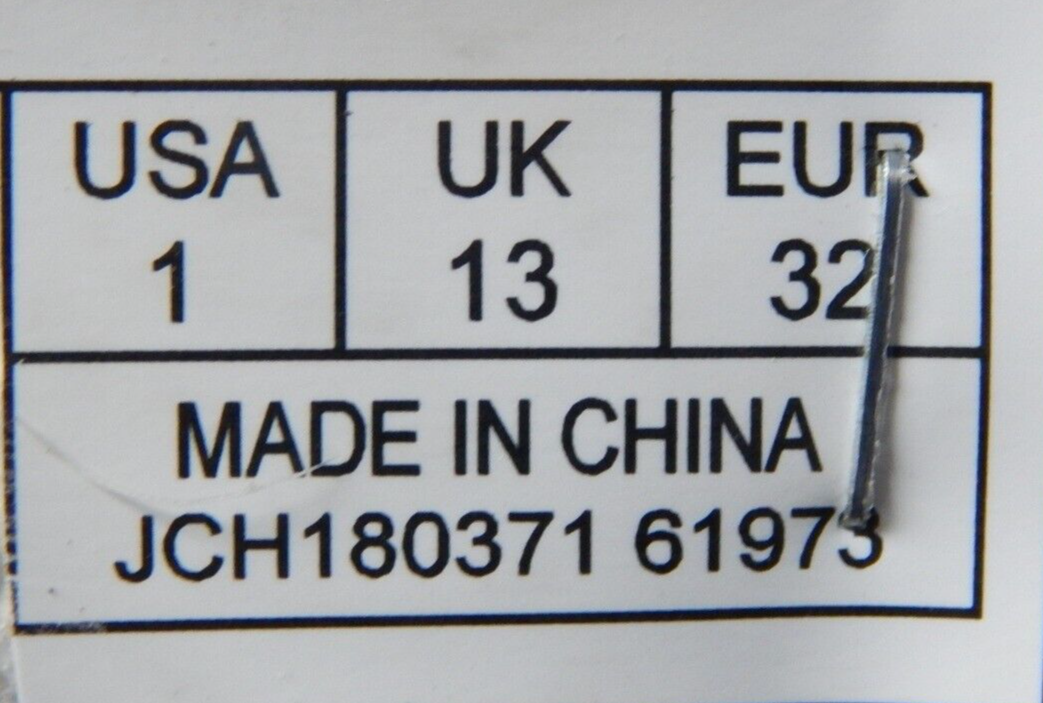 USA UK EUR
1 13 32
MADE IN CHINA
JCH180371 61973